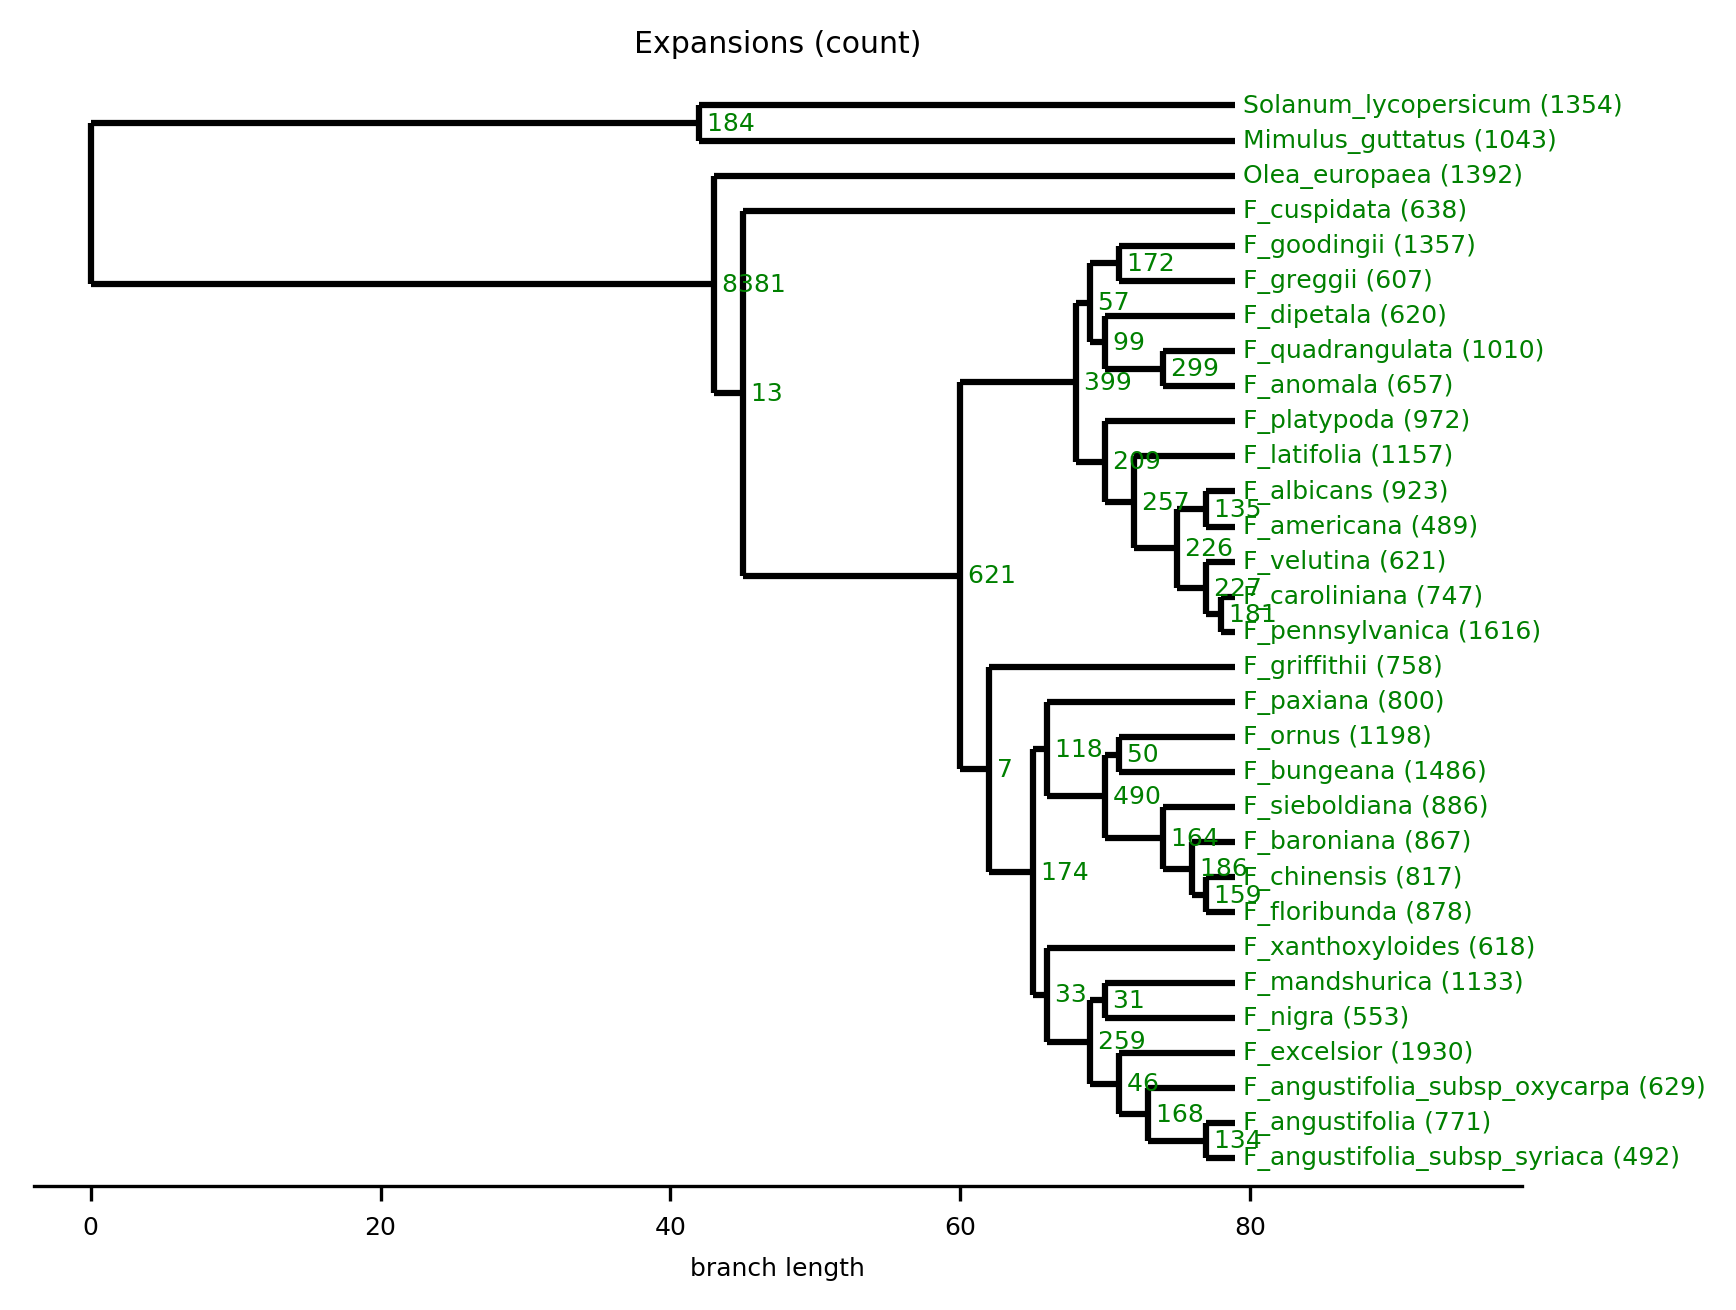 Expansions (count)
Solanum_lycopersicum (1354)
184
Mimulus_guttatus (1043)
Olea_europaea (1392)
F_cuspidata (638)
F_goodingii (1357)
172
F_greggii (607)
8381
57
F_dipetala (620)
99
F_quadrangulata (1010)
299
399
F_anomala (657)
13
F_platypoda (972)
F_latifolia (1157)
209
F_albicans (923)
257
135
F_americana (489)
226
F_velutina (621)
621
227
F_caroliniana (747)
181
F_pennsylvanica (1616)
F_griffithii (758)
F_paxiana (800)
F_ornus (1198)
118
50
7
F_bungeana (1486)
490
F_sieboldiana (886)
164
F_baroniana (867)
186
174
F_chinensis (817)
159
F_floribunda (878)
F_xanthoxyloides (618)
F_mandshurica (1133)
33
31
F_nigra (553)
259
F_excelsior (1930)
46
F_angustifolia_subsp_oxycarpa (629)
168
F_angustifolia (771)
134
F_angustifolia_subsp_syriaca (492)
0 20 40 60 80
branch length